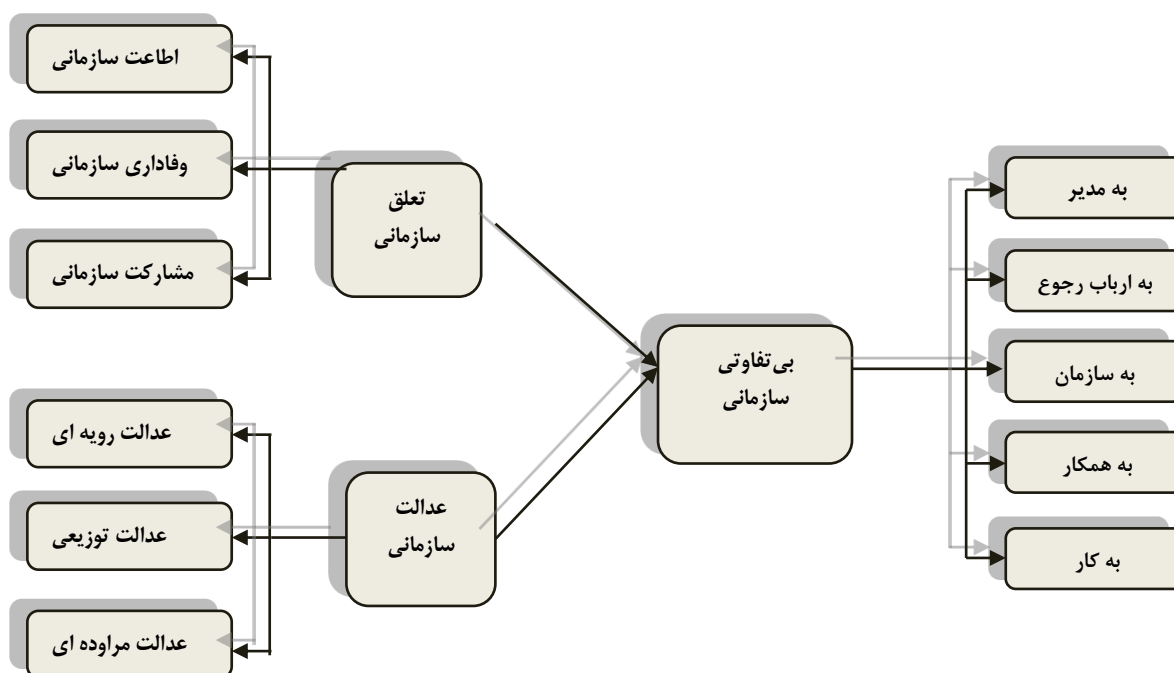 اطاعت سازمانی
وفاداری سازمانی
مشارکت سازمانی
تعلق
سازمانی
عدالت رویه ای
عدالت توزیعی
عدالت مراوده ای
عدالت
سازمانی
بی‌تفاوتی
سازمانی
به مدیر
به ارباب رجوع
به سازمان
به همکار
به کار